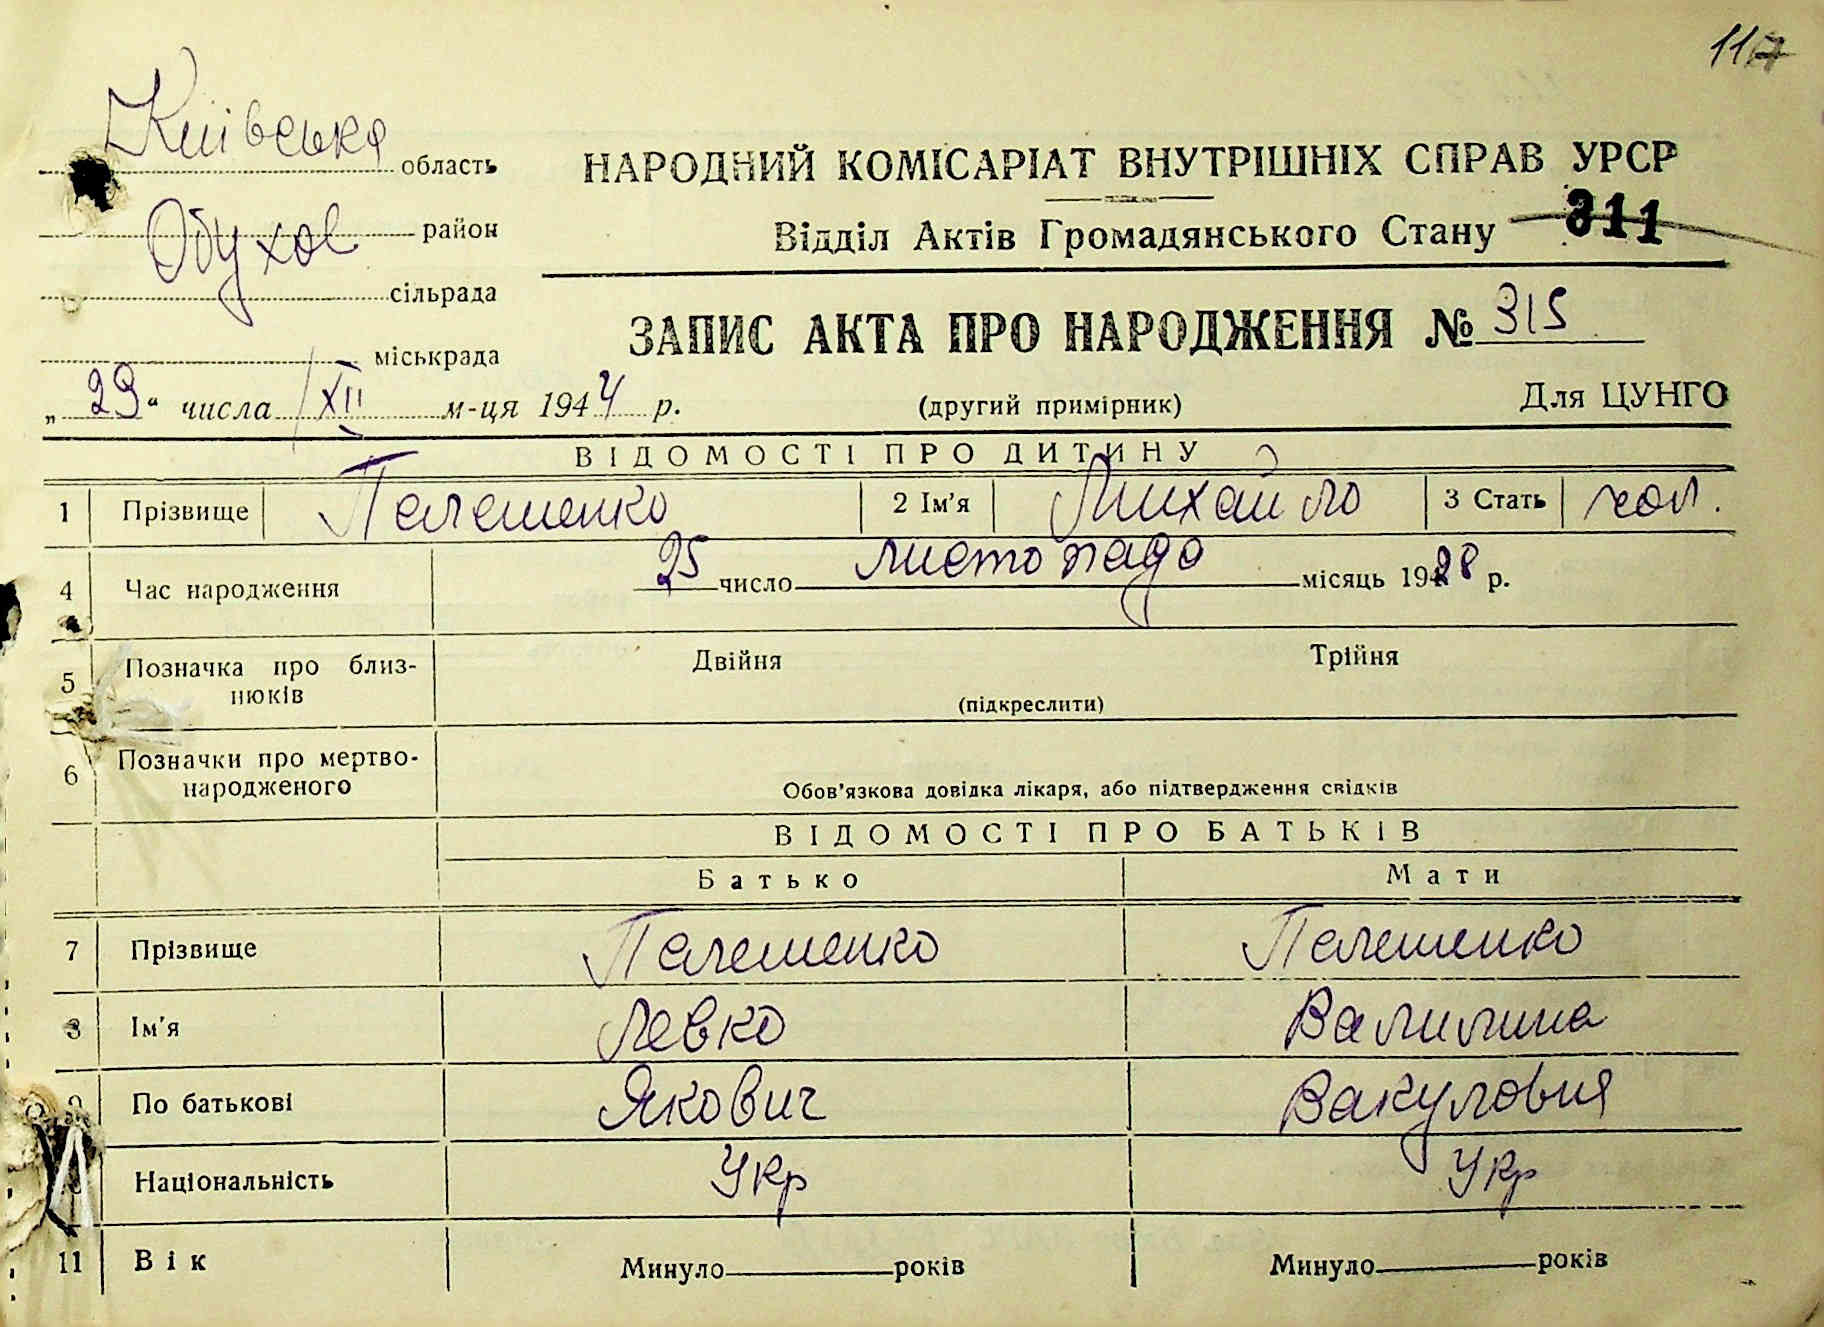 117
Київська область
НАРОДНИЙ КОМІСАРІАТ ВНУТРІШНІХ СПРАВ УРСР
Обухов район
Відділ Актів Громадянського Стану 311
сільрада
ЗАПИС АКТА ПРО НАРОДЖЕННЯ № 315
міськрада
„29“ числа XII м-ця 1944 р.
(другий примірник)
Для ЦУНГО
ВІДОМОСТІ ПРО ДИТИНУ
1 Прізвище Пелешенко 2 Ім'я Михайло 3 Стать чол.
4 Час народження 25 число листопада місяць 1928 р.
5 Позначка про близнюків Двійня Трійня
(підкреслити)
6 Позначки про мертвонародженого
Обов'язкова довідка лікаря, або підтвердження свідків
ВІДОМОСТІ ПРО БАТЬКІВ
Батько Мати
7 Прізвище Пелешенко Пелешенко
8 Ім'я Левко
9 По батькові Якович Вакуловня
Національність Укр Укр
11 Вік Минуло років Минуло років